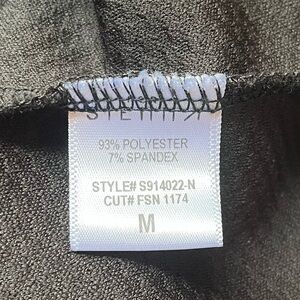 93% POLYESTER
7% SPANDEX
STYLE# S914022-N
CUT# FSN 1174
M